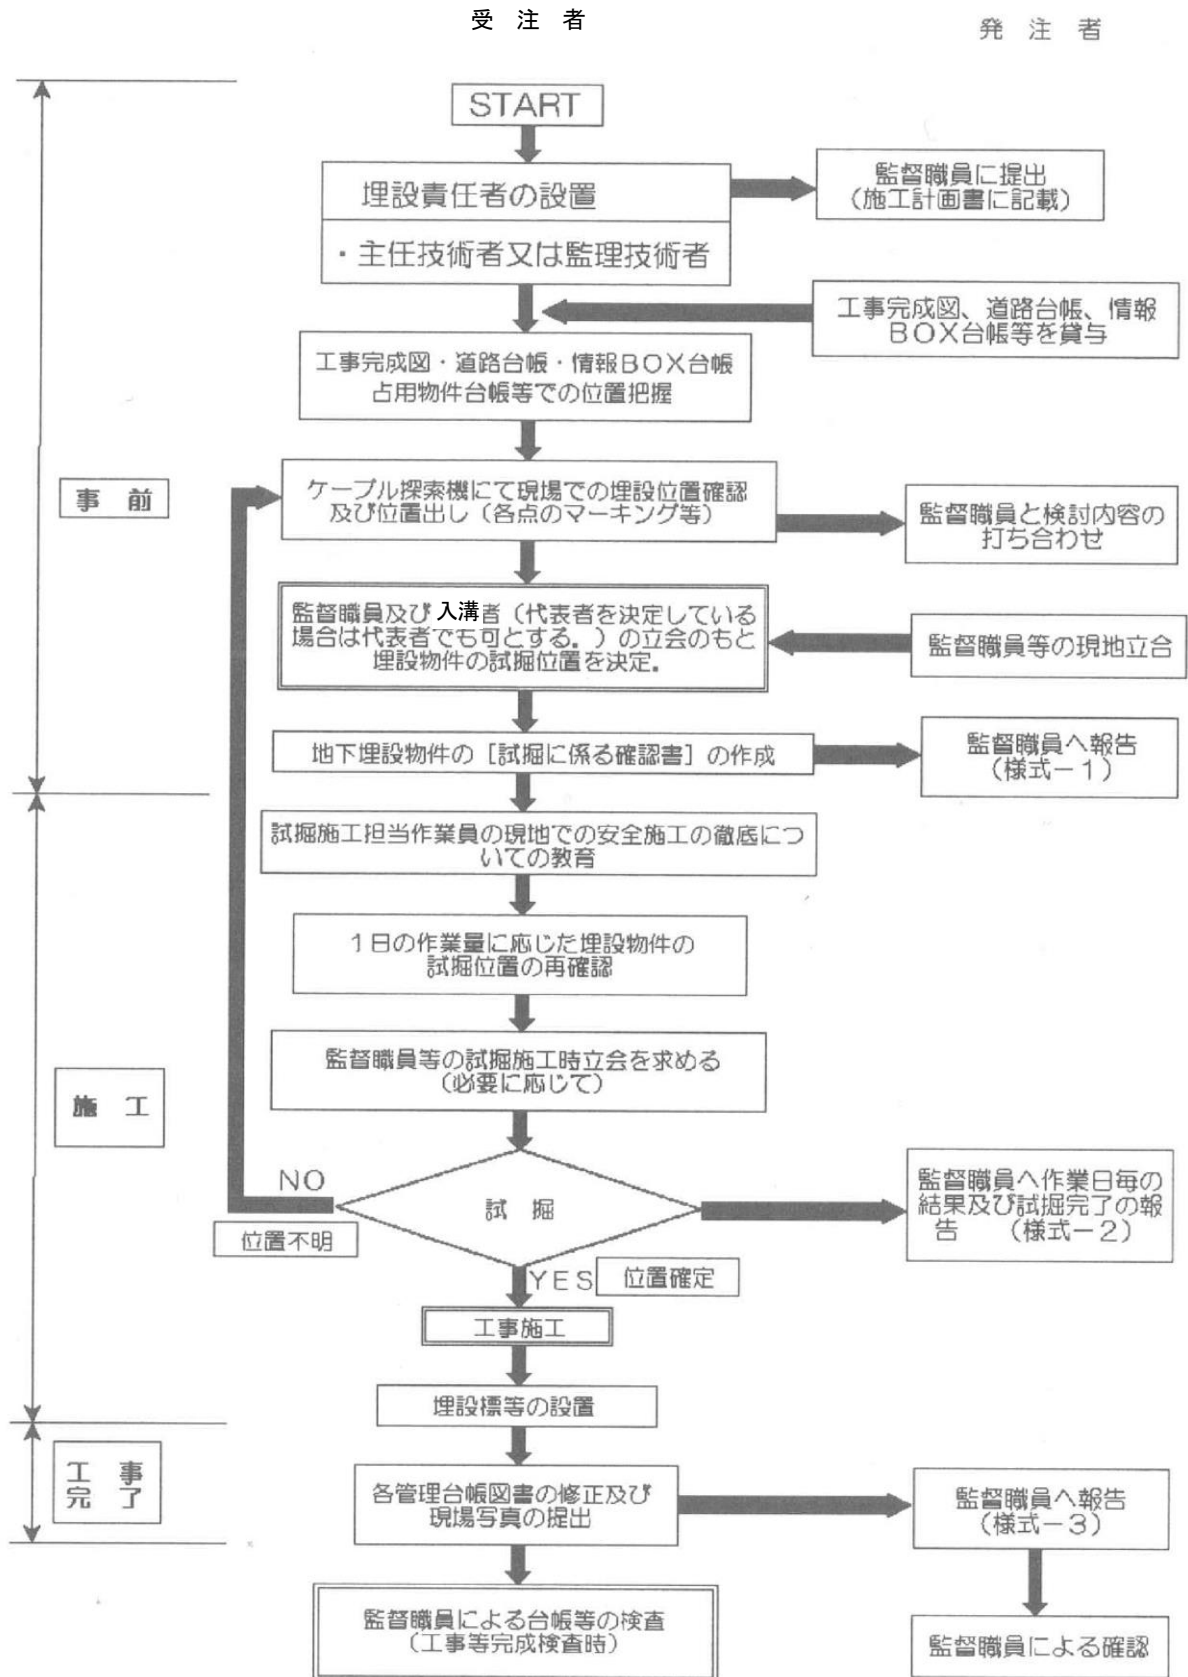 受 注 者
発 注 者
START
埋設責任者の設置
・主任技術者又は監理技術者
監督職員に提出
（施工計画書に記載）
工事完成図、道路台帳、情報
ＢＯＸ台帳等を貸与
工事完成図・道路台帳・情報ＢＯＸ台帳
占用物件台帳等での位置把握
事 前
ケーブル探索機にて現場での埋設位置確認
及び位置出し（各点のマーキング等）
監督職員と検討内容の
打ち合わせ
監督職員及び入溝者（代表者を決定している
場合は代表者でも可とする。）の立会のもと
埋設物件の試掘位置を決定。
監督職員等の現地立合
地下埋設物件の［試掘に係る確認書］の作成
監督職員へ報告
（様式－１）
試掘施工担当作業員の現地での安全施工の徹底につ
いての教育
１日の作業量に応じた埋設物件の
試掘位置の再確認
監督職員等の試掘施工時立会を求める
（必要に応じて）
施 工
NO
位置不明
試 掘
監督職員へ作業日毎の
結果及び試掘完了の報
告 （様式－２）
YES
位置確定
工事施工
埋設標等の設置
工 事
完 了
各管理台帳図書の修正及び
現場写真の提出
監督職員へ報告
（様式－３）
監督職員による台帳等の検査
（工事等完成検査時）
監督職員による確認